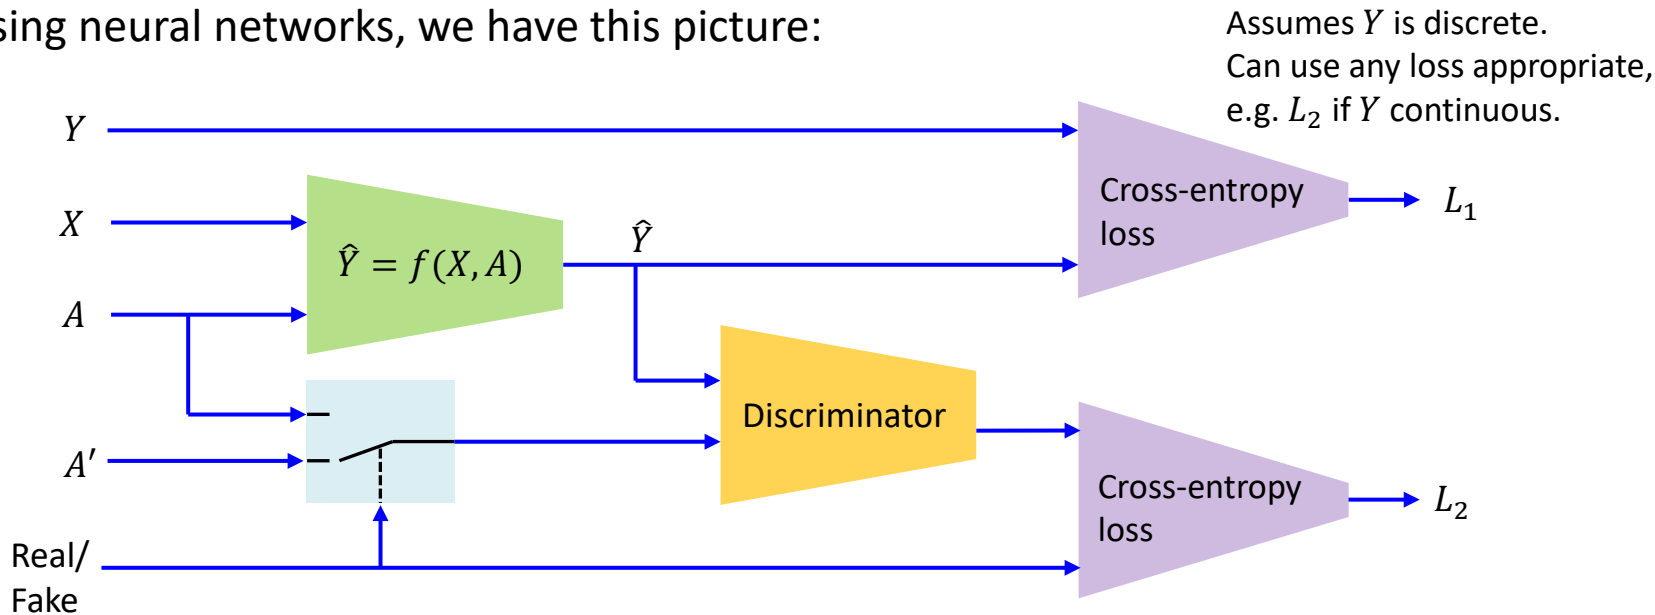 sing neural networks, we have this picture:
Assumes Y is discrete.
Can use any loss appropriate,
e.g. L₂ if Y continuous.
Y
X
A
A′
Real/
Fake
Ŷ = f(X, A)
Ŷ
Discriminator
Cross-entropy
loss
L₁
Cross-entropy
loss
L₂